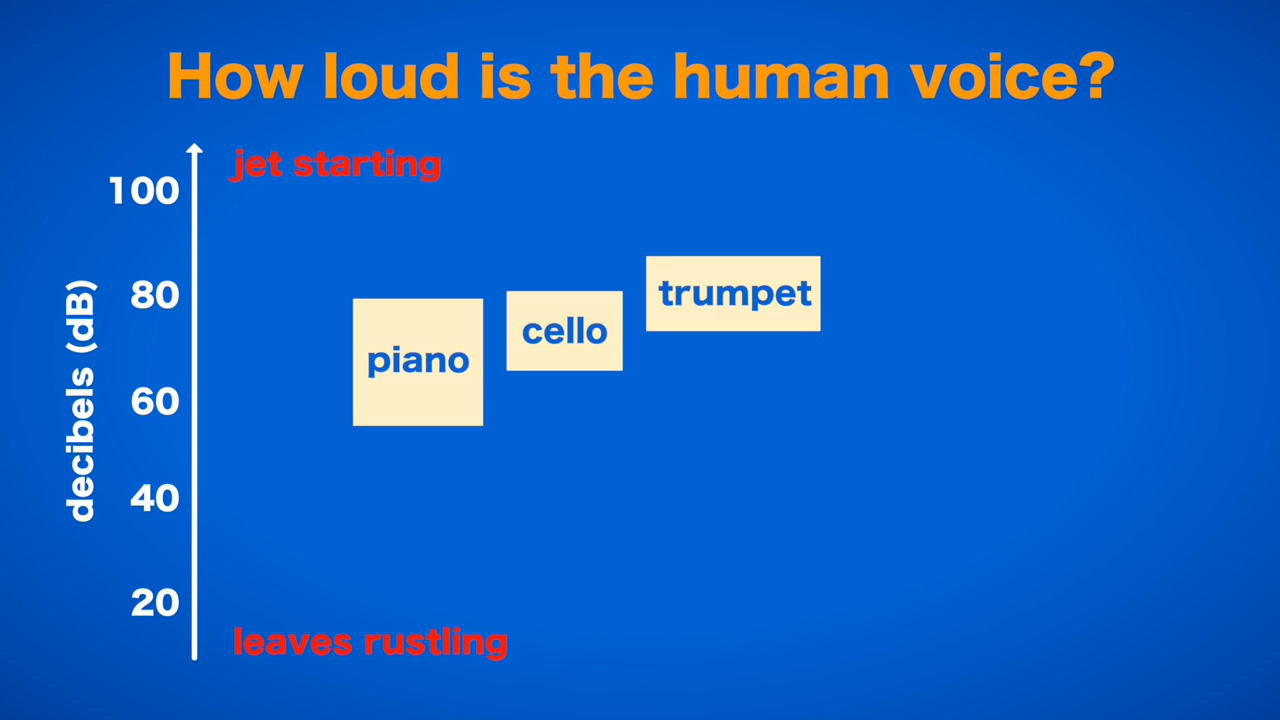 How loud is the human voice?
jet starting
100
80
60
40
20
decibels (dB)
piano
cello
trumpet
leaves rustling